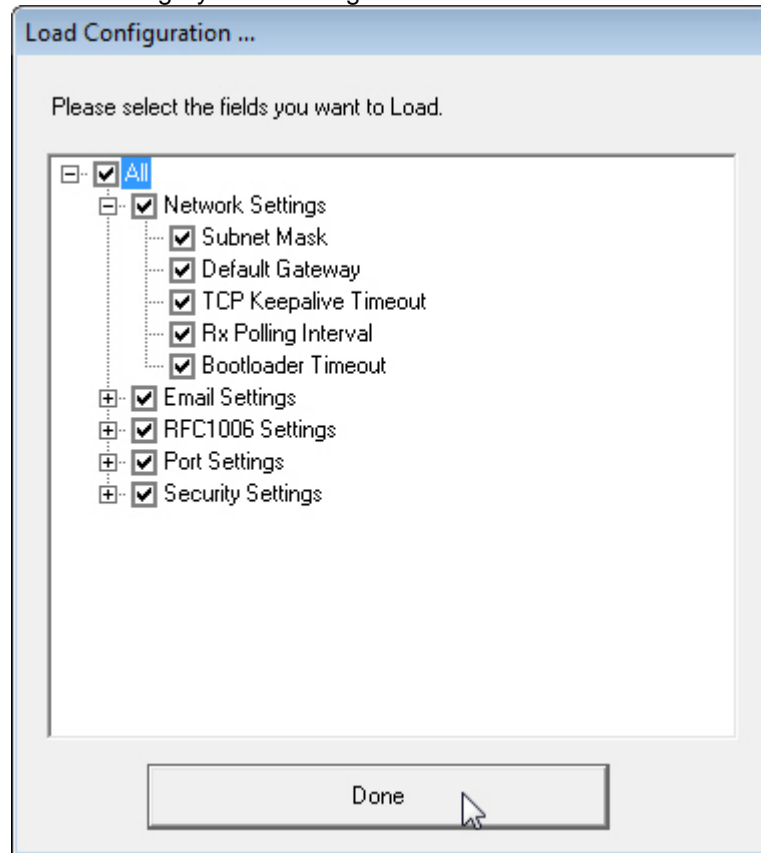 Load Configuration ...
Please select the fields you want to Load.
All
Network Settings
Subnet Mask
Default Gateway
TCP Keepalive Timeout
Rx Polling Interval
Bootloader Timeout
Email Settings
RFC1006 Settings
Port Settings
Security Settings
Done